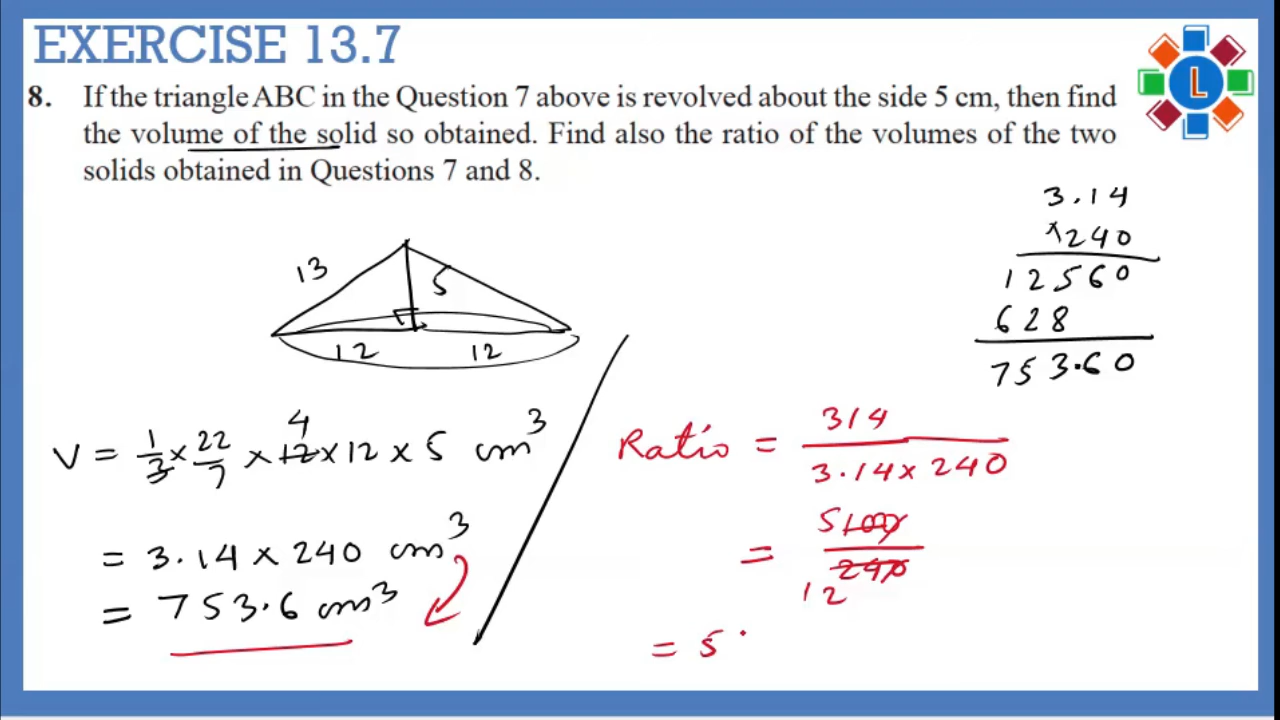 EXERCISE 13.7
L
8. If the triangle ABC in the Question 7 above is revolved about the side 5 cm, then find
the volume of the solid so obtained. Find also the ratio of the volumes of the two
solids obtained in Questions 7 and 8.
3.14
×240
12560
628
753.60
13
5
12
12
V = 1/3 × 22/7 × 12 4 × 12 × 5 cm³
= 3.14 × 240 cm³
= 753.6 cm³
Ratio = 314 / 3.14 × 240
= 5 100 / 240 12
= 5 :